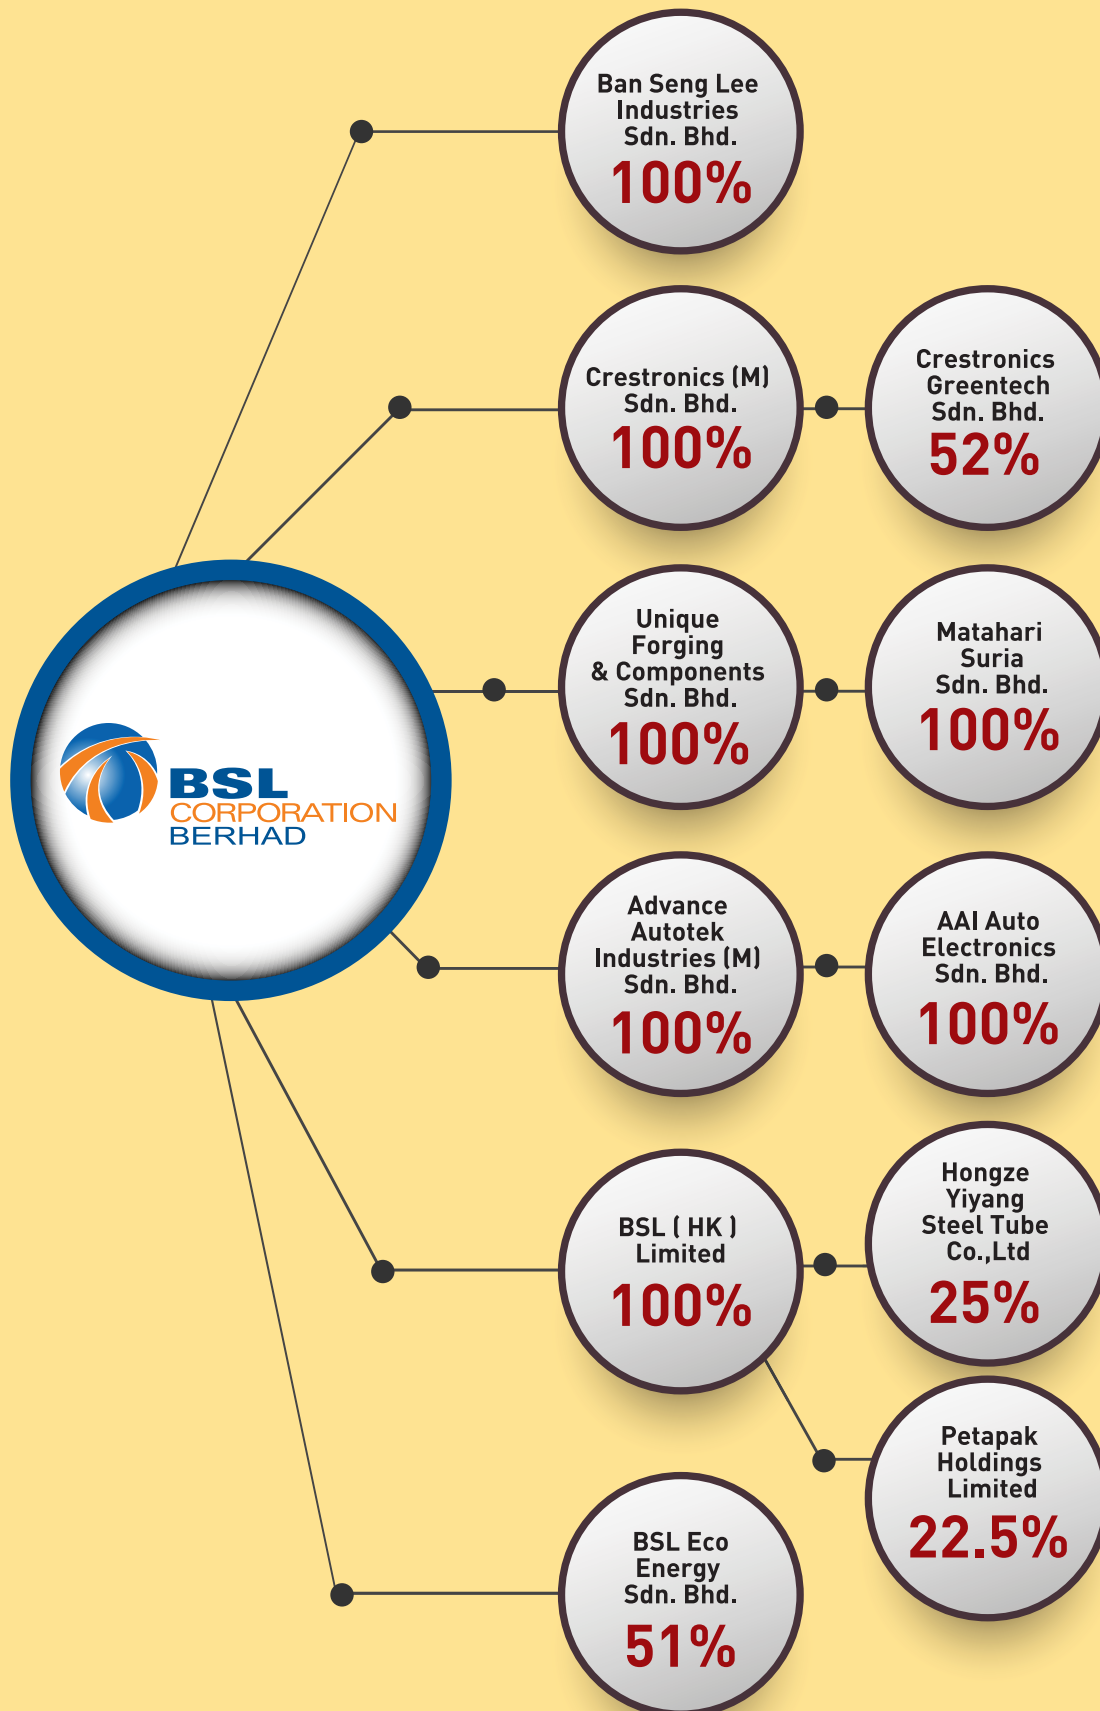 Ban Seng Lee
Industries
Sdn. Bhd.
100%
Crestronics (M)
Sdn. Bhd.
100%
Crestronics
Greentech
Sdn. Bhd.
52%
Unique
Forging
& Components
Sdn. Bhd.
100%
Matahari
Suria
Sdn. Bhd.
100%
BSL
CORPORATION
BERHAD
Advance
Autotek
Industries (M)
Sdn. Bhd.
100%
AAI Auto
Electronics
Sdn. Bhd.
100%
BSL ( HK )
Limited
100%
Hongze
Yiyang
Steel Tube
Co.,Ltd
25%
Petapak
Holdings
Limited
22.5%
BSL Eco
Energy
Sdn. Bhd.
51%